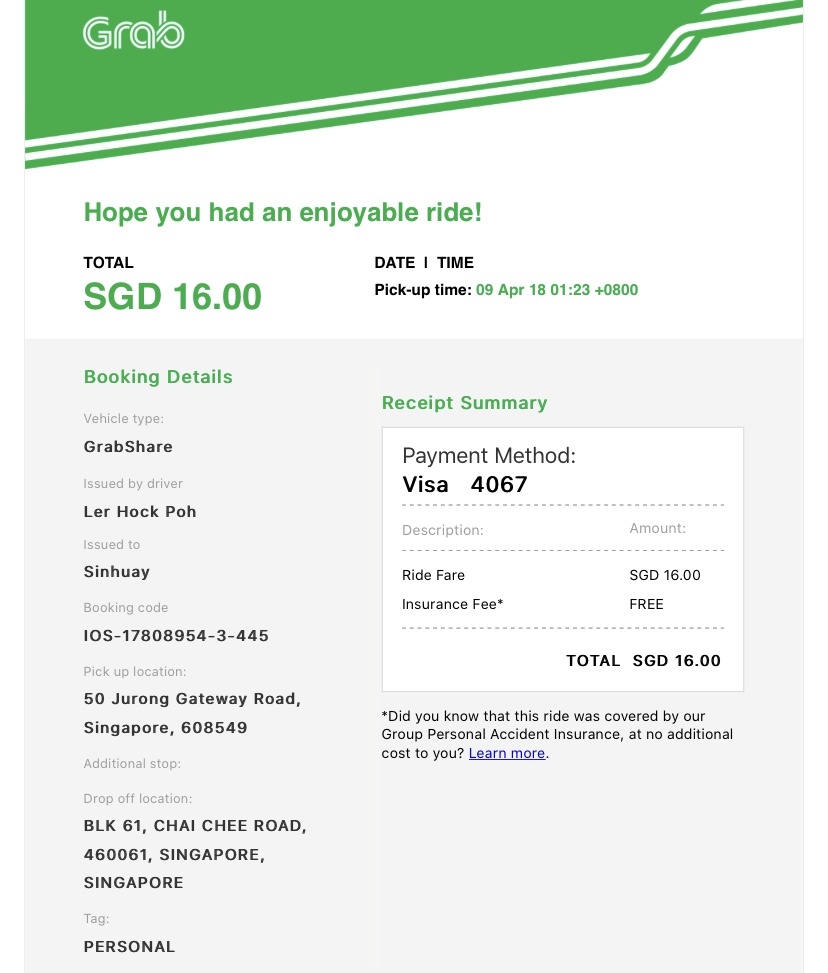 Grab
Hope you had an enjoyable ride!
TOTAL
SGD 16.00
DATE | TIME
Pick-up time: 09 Apr 18 01:23 +0800
Booking Details
Vehicle type:
GrabShare
Issued by driver
Ler Hock Poh
Issued to
Sinhuay
Booking code
IOS-17808954-3-445
Pick up location:
50 Jurong Gateway Road,
Singapore, 608549
Additional stop:
Drop off location:
BLK 61, CHAI CHEE ROAD,
460061, SINGAPORE,
SINGAPORE
Tag:
PERSONAL
Receipt Summary
Payment Method:
Visa 4067
Description: Amount:
Ride Fare SGD 16.00
Insurance Fee* FREE
TOTAL SGD 16.00
*Did you know that this ride was covered by our
Group Personal Accident Insurance, at no additional
cost to you? Learn more.